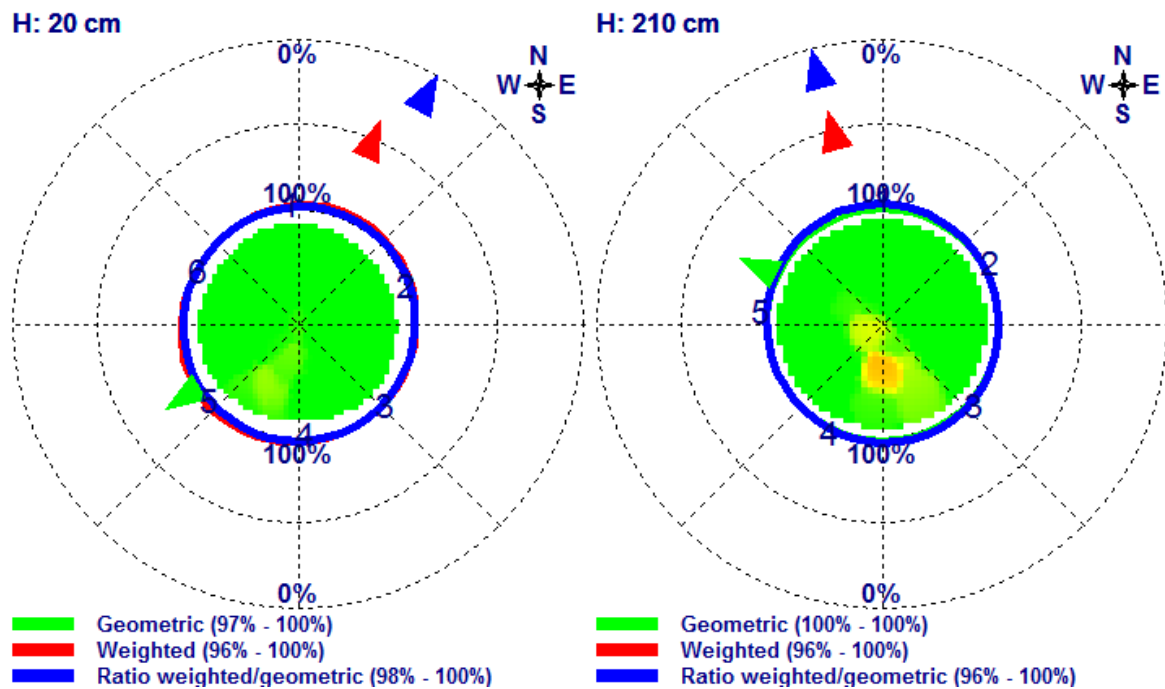 H: 20 cm
0%
N
W E
S
100%
1
6
2
5
3
4
100%
0%
Geometric (97% - 100%)
Weighted (96% - 100%)
Ratio weighted/geometric (98% - 100%)
H: 210 cm
0%
N
W E
S
100%
2
5
3
4
100%
0%
Geometric (100% - 100%)
Weighted (96% - 100%)
Ratio weighted/geometric (96% - 100%)